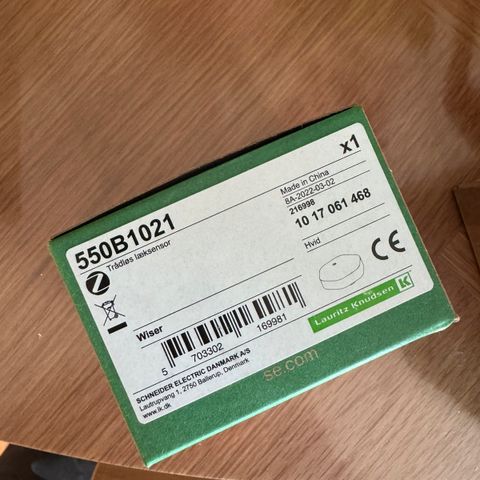 550B1021
x1
Trådløs læksensor
Made in China
8A-2022-03-02
216998
10 17 061 468
Hvid
CE
Wiser
5 703302 169981
Lauritz Knudsen
SCHNEIDER ELECTRIC DANMARK A/S
Lautrupvang 1, 2750 Ballerup, Denmark
www.lk.dk
se.com